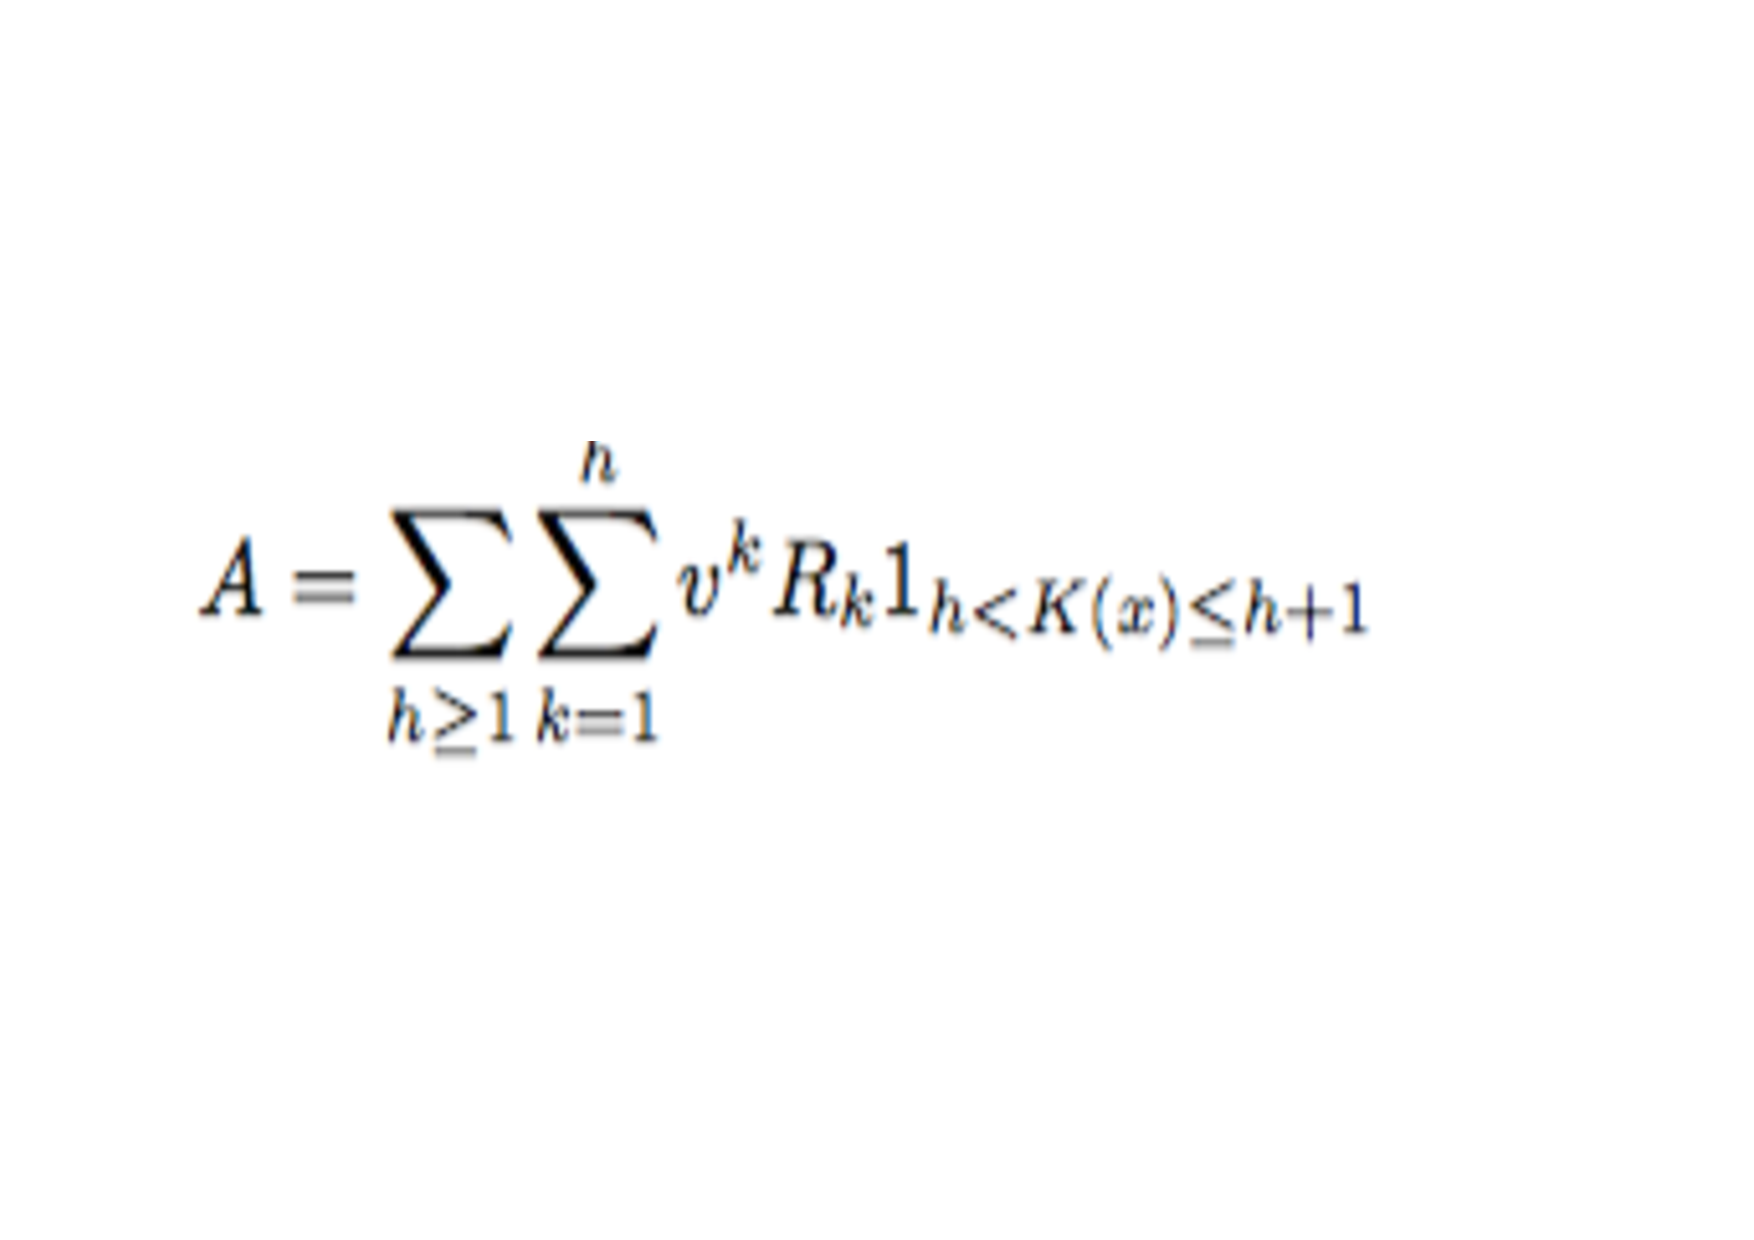 $A = \sum_{h \geq 1} \sum_{k=1}^{h} v^k R_k 1_{h < K(x) \leq h+1}$